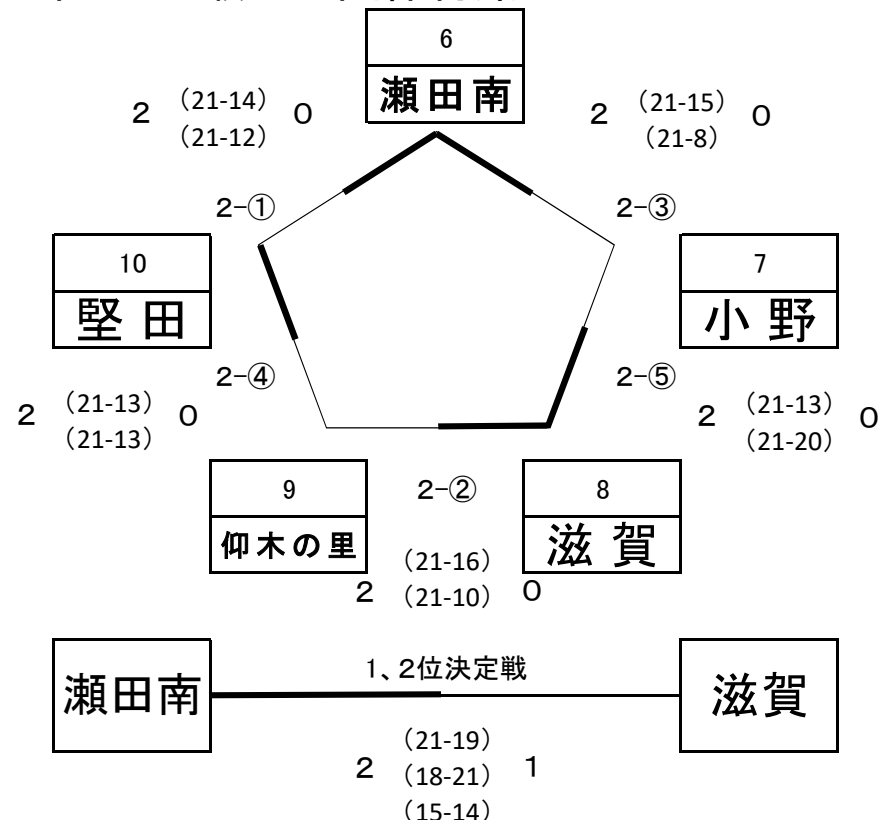 6
瀬田南
2 (21-14) 0
(21-12)
2 (21-15) 0
(21-8)
2-①
2-③
10
堅田
7
小野
2-④
2-⑤
2 (21-13) 0
(21-13)
2 (21-13) 0
(21-20)
9
仰木の里
2-②
8
滋賀
(21-16)
2 (21-10) 0
瀬田南
1、2位決定戦
滋賀
(21-19)
2 (18-21) 1
(15-14)